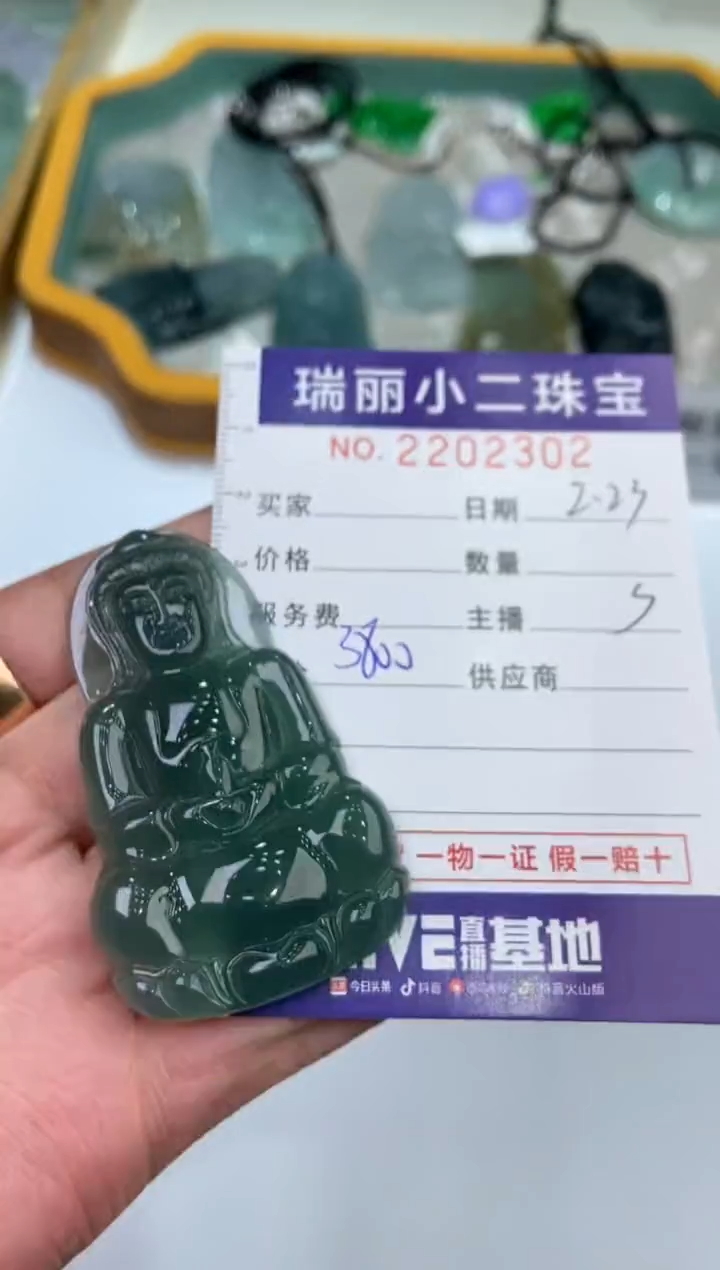 瑞丽小二珠宝
NO. 2202302
买家 日期 2.23
价格 数量
服务费 主播 5
3800 供应商
一物一证 假一赔十
直播基地
今日头条 抖音 抖音火山版